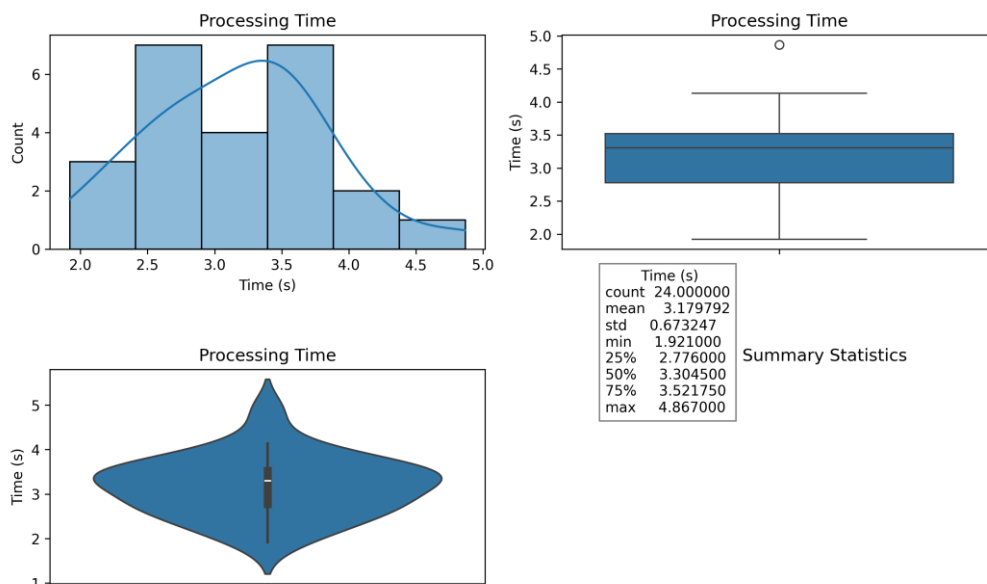 Processing Time
6
4
2
0
Count
2.0 2.5 3.0 3.5 4.0 4.5 5.0
Time (s)
Processing Time
5.0
4.5
4.0
3.5
3.0
2.5
2.0
Time (s)
Time (s)
count 24.000000
mean 3.179792
std 0.673247
min 1.921000
25% 2.776000
50% 3.304500
75% 3.521750
max 4.867000
Summary Statistics
Processing Time
5
4
3
2
1
Time (s)